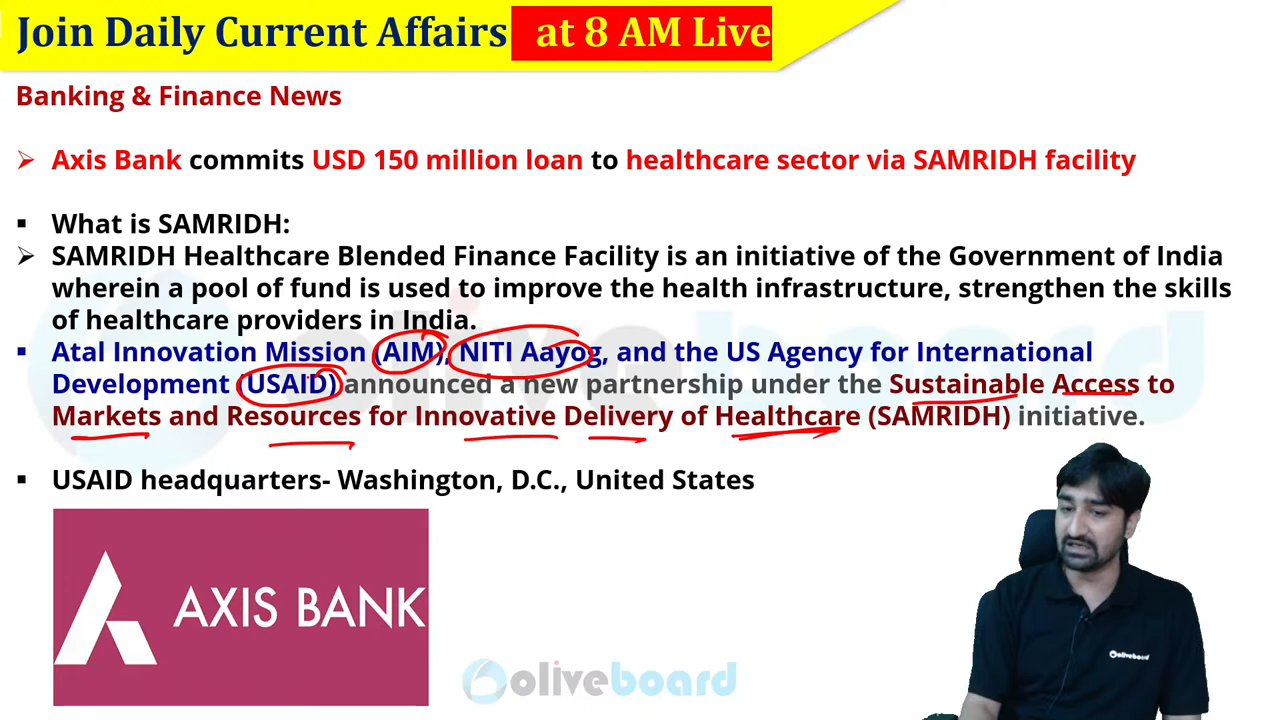 Join Daily Current Affairs at 8 AM Live
Banking & Finance News
Axis Bank commits USD 150 million loan to healthcare sector via SAMRIDH facility
What is SAMRIDH:
SAMRIDH Healthcare Blended Finance Facility is an initiative of the Government of India
wherein a pool of fund is used to improve the health infrastructure, strengthen the skills
of healthcare providers in India.
Atal Innovation Mission (AIM), NITI Aayog, and the US Agency for International
Development (USAID) announced a new partnership under the Sustainable Access to
Markets and Resources for Innovative Delivery of Healthcare (SAMRIDH) initiative.
USAID headquarters- Washington, D.C., United States
AXIS BANK
oliveboard
oliveboard
oliveboard